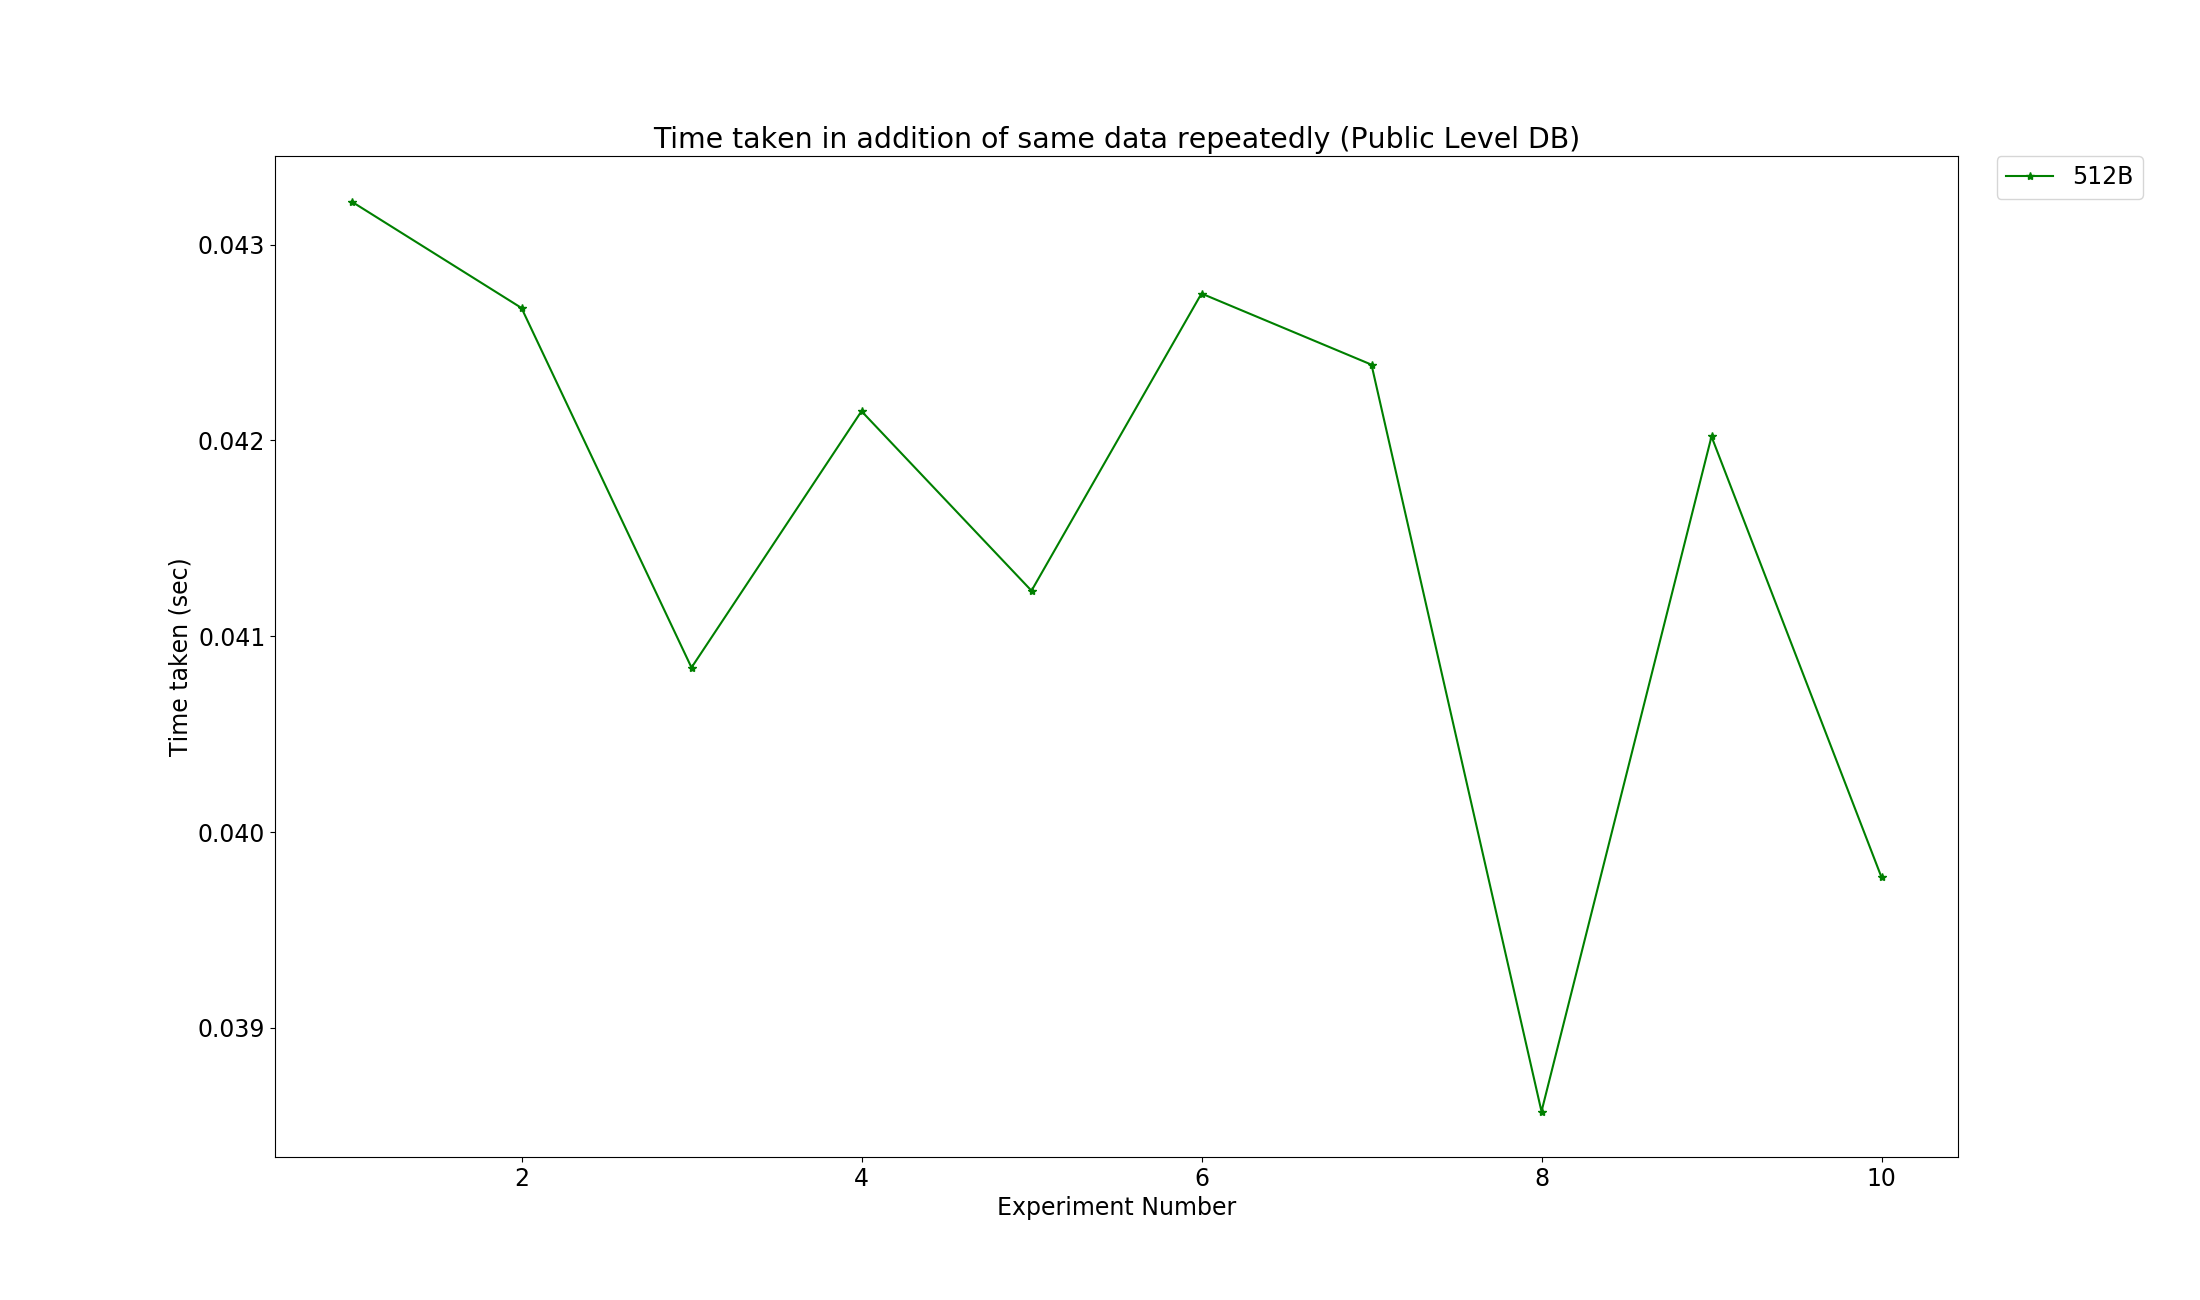 Time taken in addition of same data repeatedly (Public Level DB)
512B
0.043
0.042
0.041
0.040
0.039
Time taken (sec)
2
4
6
8
10
Experiment Number